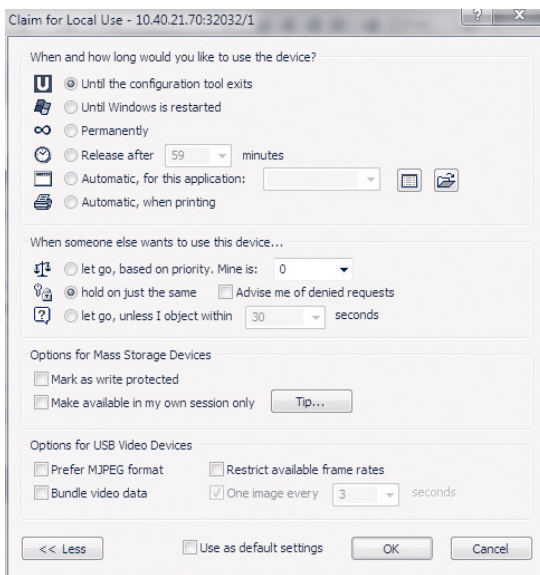 Claim for Local Use - 10.40.21.70:32032/1
When and how long would you like to use the device?
Until the configuration tool exits
Until Windows is restarted
Permanently
Release after 59 minutes
Automatic, for this application:
Automatic, when printing
When someone else wants to use this device...
let go, based on priority. Mine is: 0
hold on just the same Advise me of denied requests
let go, unless I object within 30 seconds
Options for Mass Storage Devices
Mark as write protected
Make available in my own session only Tip...
Options for USB Video Devices
Prefer MJPEG format Restrict available frame rates
Bundle video data One image every 3 seconds
<< Less Use as default settings OK Cancel